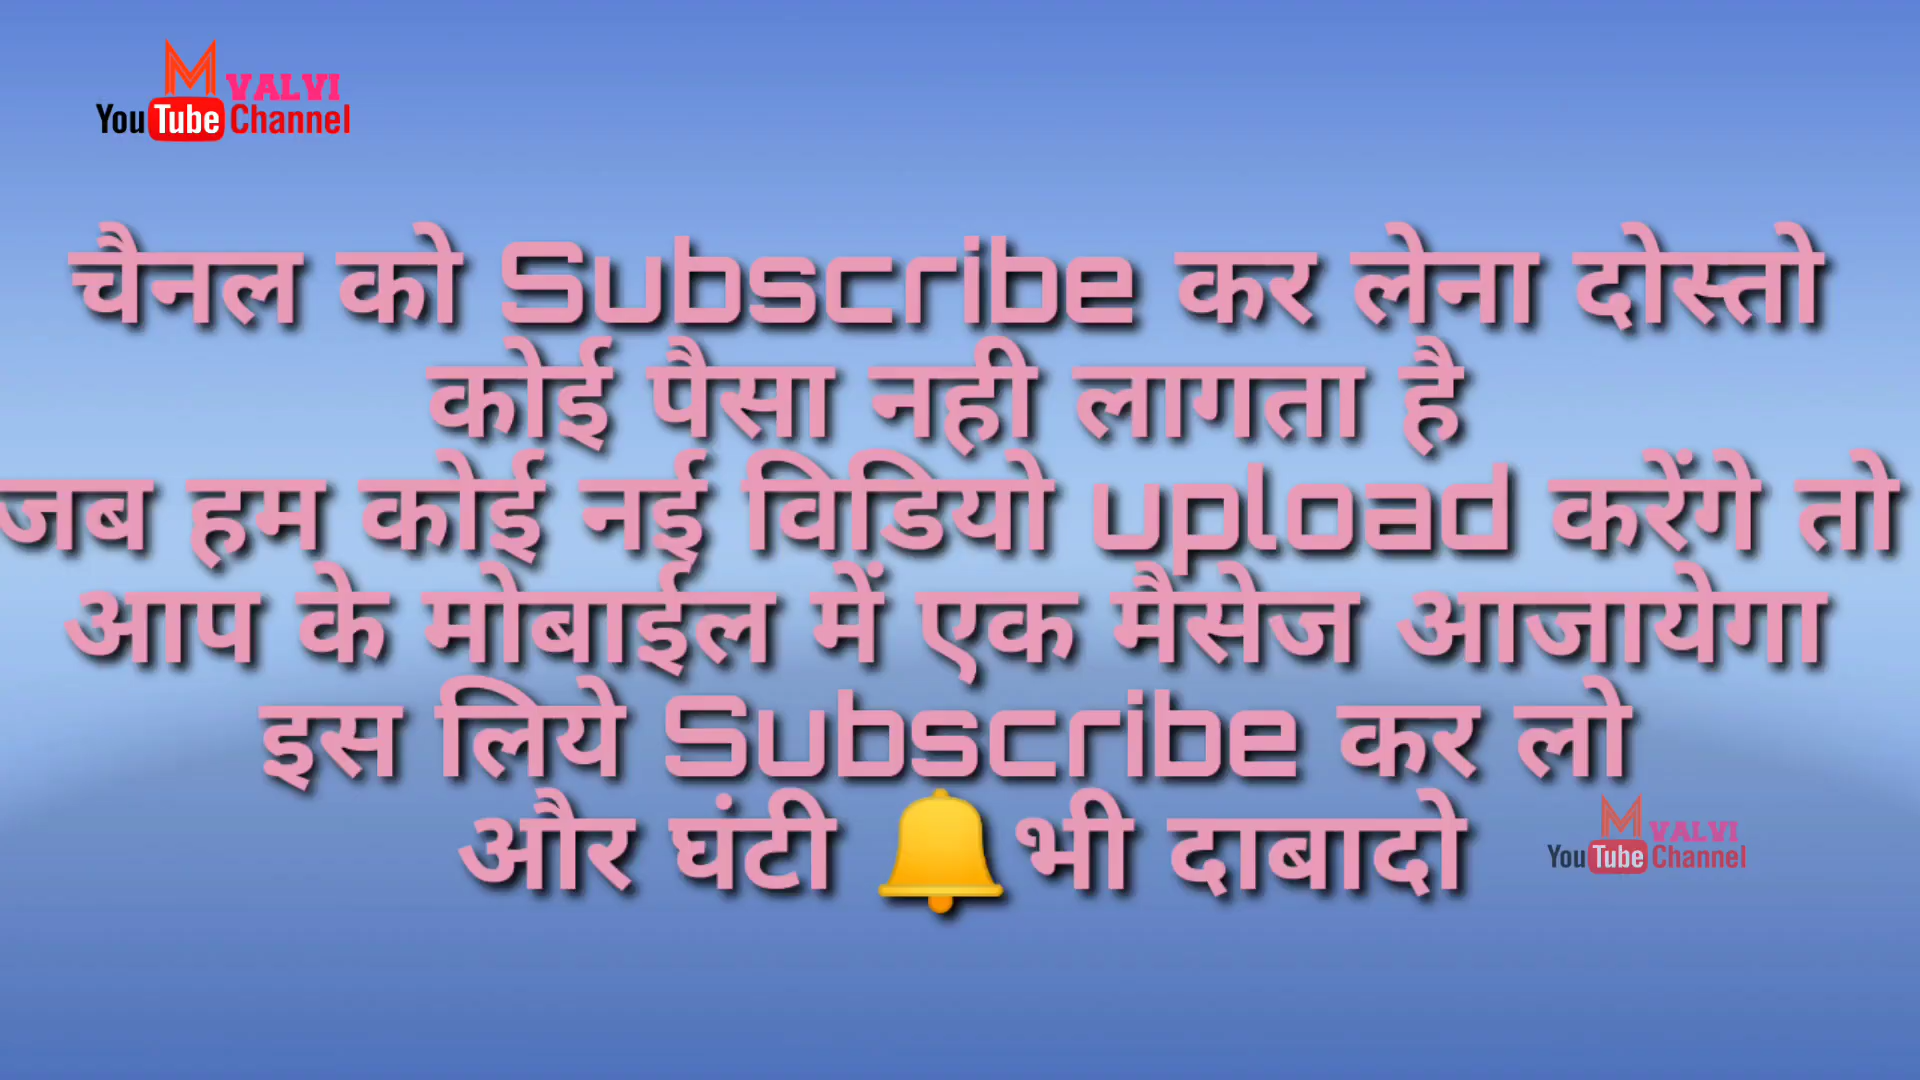 M VALVI
YouTube Channel
चैनल को Subscribe कर लेना दोस्तो
कोई पैसा नही लागता है
जब हम कोई नई विडियो upload करेंगे तो
आप के मोबाईल में एक मैसेज आजायेगा
इस लिये Subscribe कर लो
और घंटी 🔔 भी दाबादो
M VALVI
YouTube Channel